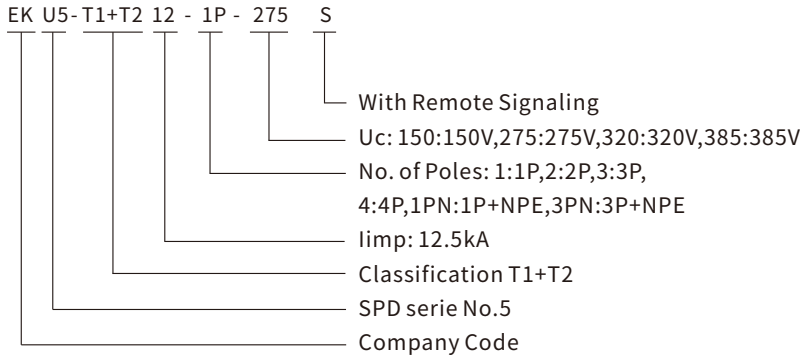 EK U5-T1+T2 12 - 1P - 275 S
With Remote Signaling
Uc: 150:150V,275:275V,320:320V,385:385V
No. of Poles: 1:1P,2:2P,3:3P,
4:4P,1PN:1P+NPE,3PN:3P+NPE
Iimp: 12.5kA
Classification T1+T2
SPD serie No.5
Company Code